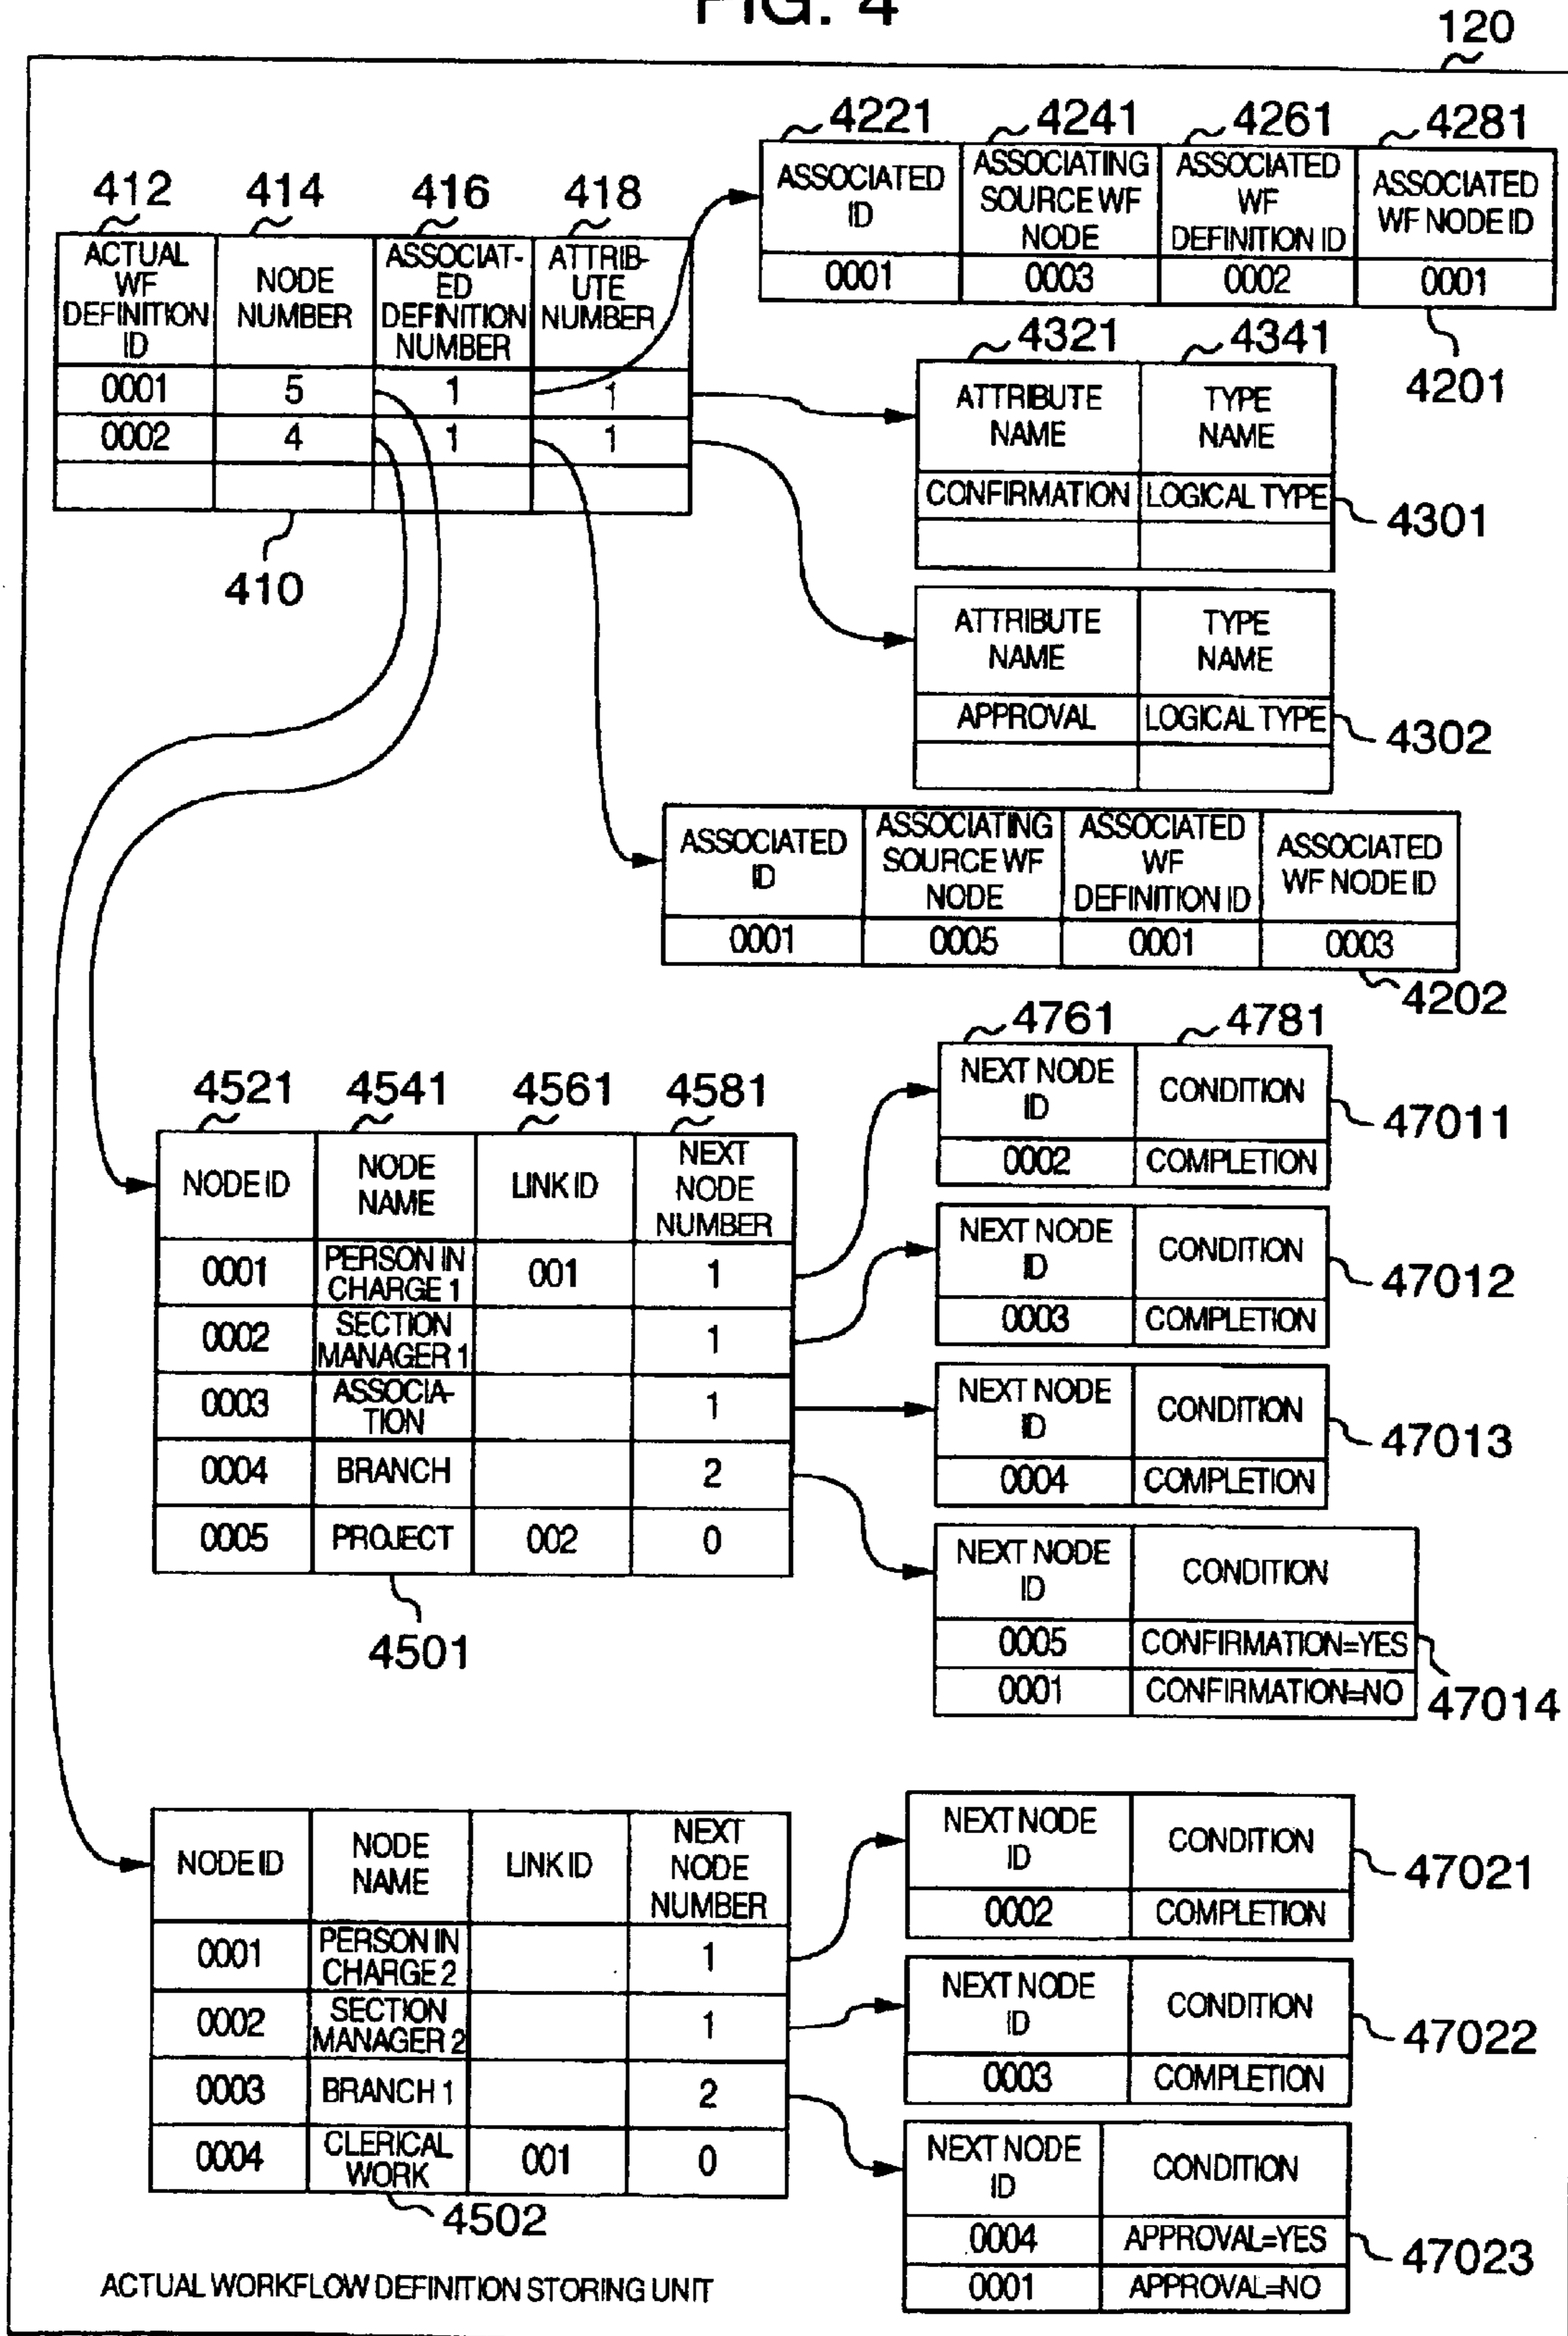 FIG. 4
120
4221
4241
4261
4281
ASSOCIATED
ID
ASSOCIATING
SOURCE WF
NODE
ASSOCIATED
WF
DEFINITION ID
ASSOCIATED
WF NODE ID
0001
0003
0002
0001
4201
412
414
416
418
ACTUAL
WF
DEFINITION
ID
NODE
NUMBER
ASSOCIAT-
ED
DEFINITION
NUMBER
ATTRIB-
UTE
NUMBER
0001
5
1
1
0002
4
1
1
410
4321
4341
ATTRIBUTE
NAME
TYPE
NAME
CONFIRMATION
LOGICAL TYPE
4301
ATTRIBUTE
NAME
TYPE
NAME
APPROVAL
LOGICAL TYPE
4302
ASSOCIATED
ID
ASSOCIATING
SOURCE WF
NODE
ASSOCIATED
WF
DEFINITION ID
ASSOCIATED
WF NODE ID
0001
0005
0001
0003
4202
4521
4541
4561
4581
NODE ID
NODE
NAME
LINK ID
NEXT
NODE
NUMBER
0001
PERSON IN
CHARGE 1
001
1
0002
SECTION
MANAGER 1
1
0003
ASSOCIA-
TION
1
0004
BRANCH
2
0005
PROJECT
002
0
4501
4761
4781
NEXT NODE
ID
CONDITION
0002
COMPLETION
47011
NEXT NODE
ID
CONDITION
0003
COMPLETION
47012
NEXT NODE
ID
CONDITION
0004
COMPLETION
47013
NEXT NODE
ID
CONDITION
0005
CONFIRMATION=YES
0001
CONFIRMATION=NO
47014
NODE ID
NODE
NAME
LINK ID
NEXT
NODE
NUMBER
0001
PERSON IN
CHARGE 2
1
0002
SECTION
MANAGER 2
1
0003
BRANCH 1
2
0004
CLERICAL
WORK
001
0
4502
NEXT NODE
ID
CONDITION
0002
COMPLETION
47021
NEXT NODE
ID
CONDITION
0003
COMPLETION
47022
NEXT NODE
ID
CONDITION
0004
APPROVAL=YES
0001
APPROVAL=NO
47023
ACTUAL WORKFLOW DEFINITION STORING UNIT